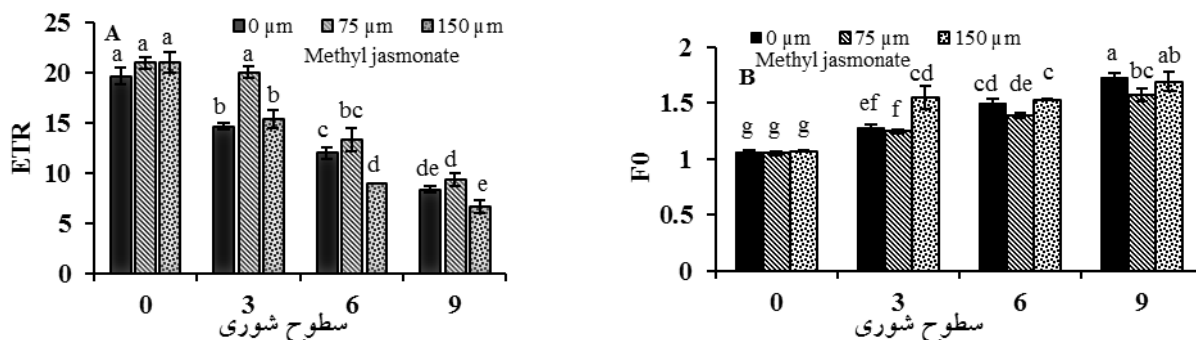 A
0 µm 75 µm 150 µm
Methyl jasmonate
25
20
15
10
5
0
ETR
a a a
b a b
c bc d
de d e
0 3 6 9
سطوح شوری
B
0 µm 75 µm 150 µm
Methyl jasmonate
2
1.5
1
0.5
0
F0
g g g
ef f cd
cd de c
a bc ab
0 3 6 9
سطوح شوری